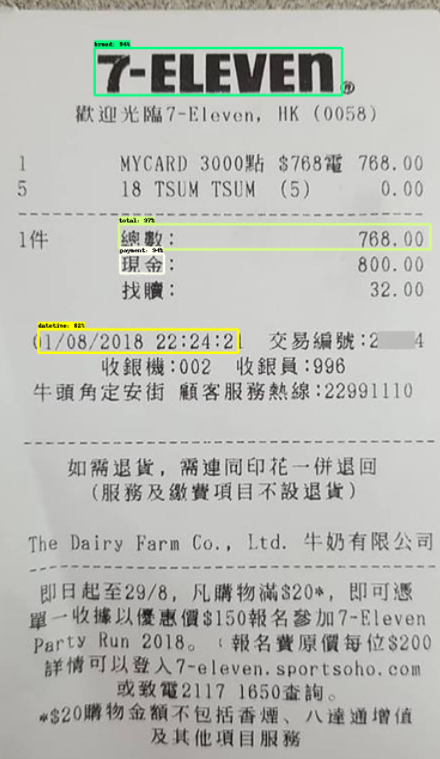 brand: 94%
7-ELEVEN®
歡迎光臨7-Eleven, HK (0058)
1 MYCARD 3000點 $768電 768.00
5 18 TSUM TSUM (5) 0.00
total: 97%
1件 總數: 768.00
payment: 94%
現金: 800.00
找贖: 32.00
datetime: 82%
01/08/2018 22:24:21 交易編號:2 4
收銀機:002 收銀員:996
牛頭角定安街 顧客服務熱線:22991110
如需退貨, 需連同印花一併退回
(服務及繳費項目不設退貨)
The Dairy Farm Co., Ltd. 牛奶有限公司
即日起至29/8, 凡購物滿$20*, 即可憑
單一收據以優惠價$150報名參加7-Eleven
Party Run 2018。(報名費原價每位$200
詳情可以登入7-eleven.sportsoho.com
或致電2117 1650查詢。
*$20購物金額不包括香煙、八達通增值
及其他項目服務